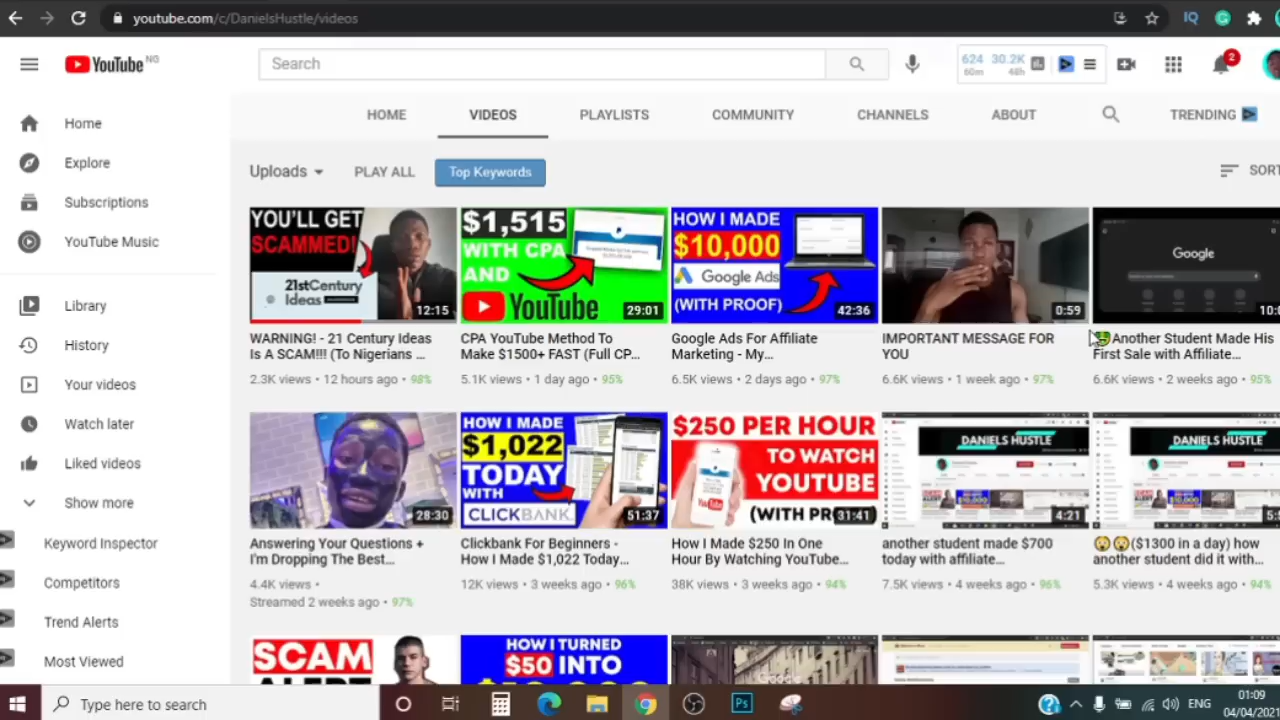 youtube.com/c/DanielsHustle/videos
YouTube NG
Search
624 30.2K
60m 48h
2
HOME VIDEOS PLAYLISTS COMMUNITY CHANNELS ABOUT TRENDING
Uploads PLAY ALL Top Keywords SORT
Home
Explore
Subscriptions
YouTube Music
Library
History
Your videos
Watch later
Liked videos
Show more
Keyword Inspector
Competitors
Trend Alerts
Most Viewed
YOU'LL GET
SCAMMED!
21stCentury
Ideas
12:15
WARNING! - 21 Century Ideas
Is A SCAM!!! (To Nigerians ...
2.3K views • 12 hours ago • 98%
$1,515
WITH CPA
AND
YouTube
29:01
CPA YouTube Method To
Make $1500+ FAST (Full CP...
5.1K views • 1 day ago • 95%
HOW I MADE
$10,000
Google Ads
(WITH PROOF)
42:36
Google Ads For Affiliate
Marketing - My...
6.5K views • 2 days ago • 97%
0:59
IMPORTANT MESSAGE FOR
YOU
6.6K views • 1 week ago • 97%
Google
10:0
🤑Another Student Made His
First Sale with Affiliate...
6.6K views • 2 weeks ago • 95%
28:30
Answering Your Questions +
I'm Dropping The Best...
4.4K views •
Streamed 2 weeks ago • 97%
HOW I MADE
$1,022
TODAY
WITH
CLICKBANK
51:37
Clickbank For Beginners -
How I Made $1,022 Today...
12K views • 3 weeks ago • 96%
$250 PER HOUR
TO WATCH
YOUTUBE
(WITH PR
31:41
How I Made $250 In One
Hour By Watching YouTube...
38K views • 3 weeks ago • 94%
DANIELS HUSTLE
4:21
another student made $700
today with affiliate...
7.5K views • 4 weeks ago • 96%
DANIELS HUSTLE
5:
😲😲($1300 in a day) how
another student did it with...
5.3K views • 4 weeks ago • 94%
SCAM
HOW I TURNED
$50 INTO
Type here to search
Ps
ENG
01:09
04/04/2021